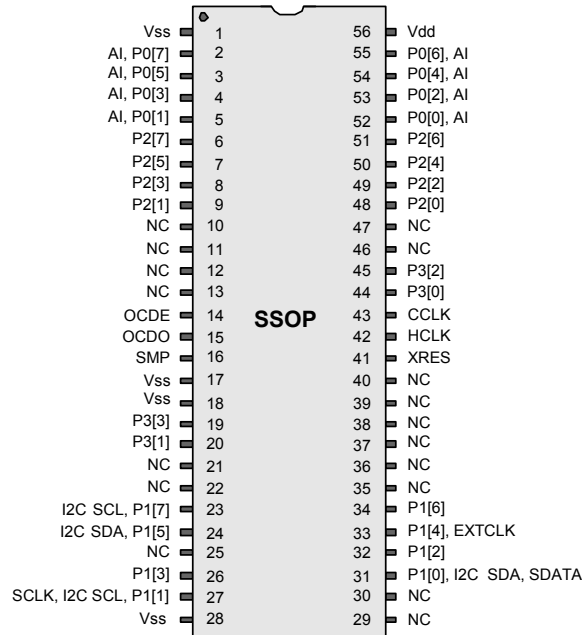 Vss 1 56 Vdd
AI, P0[7] 2 55 P0[6], AI
AI, P0[5] 3 54 P0[4], AI
AI, P0[3] 4 53 P0[2], AI
AI, P0[1] 5 52 P0[0], AI
P2[7] 6 51 P2[6]
P2[5] 7 50 P2[4]
P2[3] 8 49 P2[2]
P2[1] 9 48 P2[0]
NC 10 47 NC
NC 11 46 NC
NC 12 45 P3[2]
NC 13 44 P3[0]
OCDE 14 SSOP 43 CCLK
OCDO 15 42 HCLK
SMP 16 41 XRES
Vss 17 40 NC
Vss 18 39 NC
P3[3] 19 38 NC
P3[1] 20 37 NC
NC 21 36 NC
NC 22 35 NC
I2C SCL, P1[7] 23 34 P1[6]
I2C SDA, P1[5] 24 33 P1[4], EXTCLK
NC 25 32 P1[2]
P1[3] 26 31 P1[0], I2C SDA, SDATA
SCLK, I2C SCL, P1[1] 27 30 NC
Vss 28 29 NC